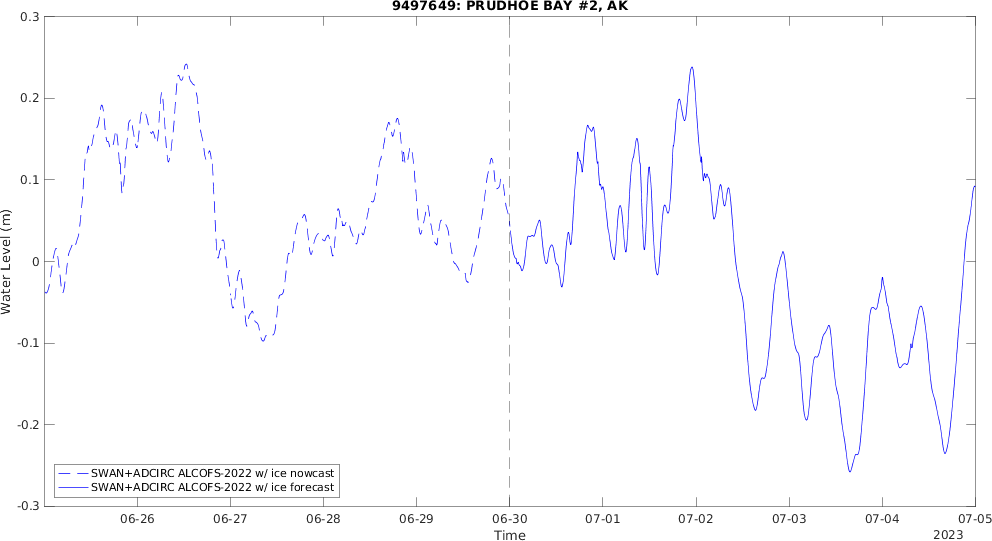 9497649: PRUDHOE BAY #2, AK
0.3
0.2
0.1
0
-0.1
-0.2
-0.3
Water Level (m)
SWAN+ADCIRC ALCOFS-2022 w/ ice nowcast
SWAN+ADCIRC ALCOFS-2022 w/ ice forecast
06-26 06-27 06-28 06-29 06-30 07-01 07-02 07-03 07-04 07-05
Time
2023